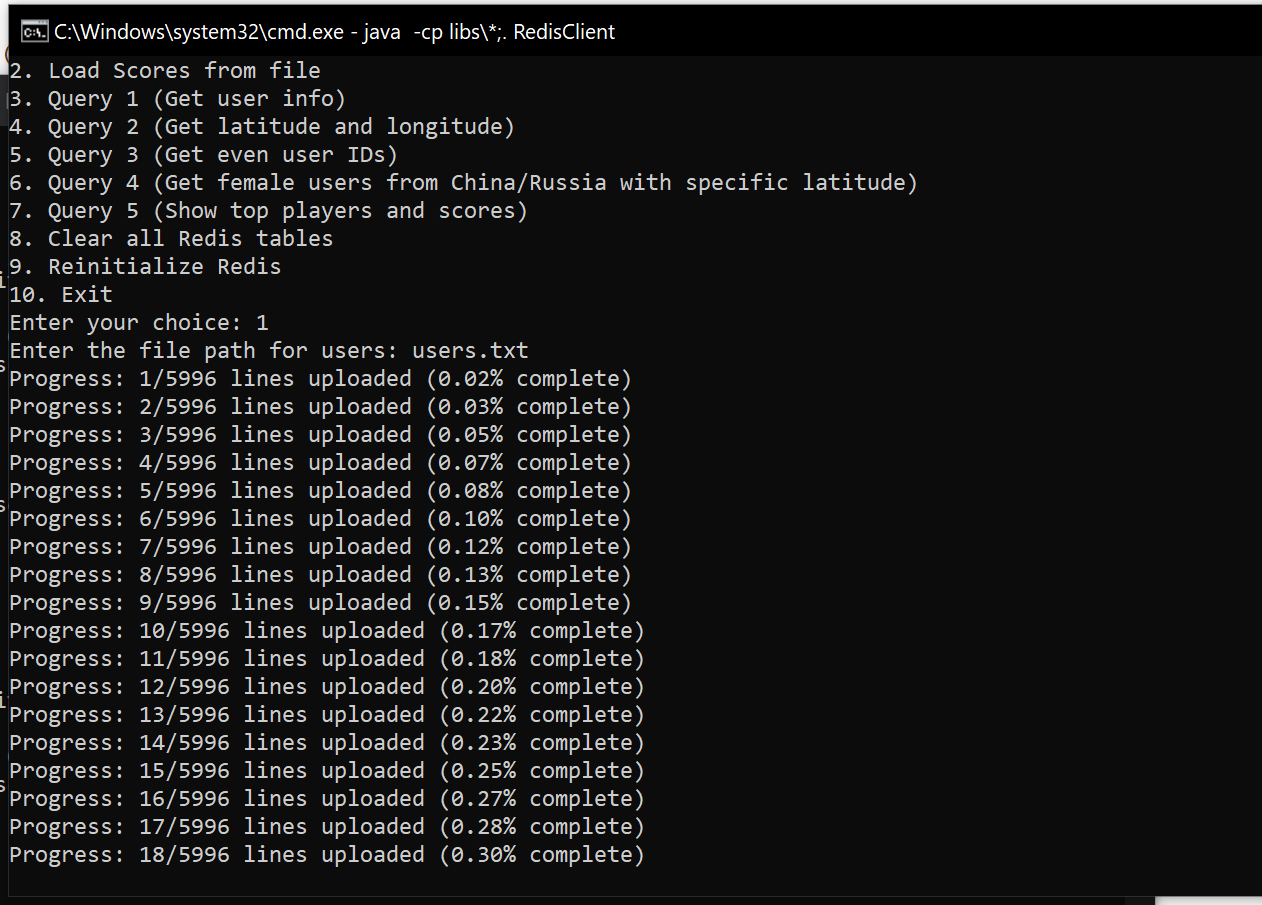 C:\Windows\system32\cmd.exe - java  -cp libs\*;. RedisClient
2. Load Scores from file
3. Query 1 (Get user info)
4. Query 2 (Get latitude and longitude)
5. Query 3 (Get even user IDs)
6. Query 4 (Get female users from China/Russia with specific latitude)
7. Query 5 (Show top players and scores)
8. Clear all Redis tables
9. Reinitialize Redis
10. Exit
Enter your choice: 1
Enter the file path for users: users.txt
Progress: 1/5996 lines uploaded (0.02% complete)
Progress: 2/5996 lines uploaded (0.03% complete)
Progress: 3/5996 lines uploaded (0.05% complete)
Progress: 4/5996 lines uploaded (0.07% complete)
Progress: 5/5996 lines uploaded (0.08% complete)
Progress: 6/5996 lines uploaded (0.10% complete)
Progress: 7/5996 lines uploaded (0.12% complete)
Progress: 8/5996 lines uploaded (0.13% complete)
Progress: 9/5996 lines uploaded (0.15% complete)
Progress: 10/5996 lines uploaded (0.17% complete)
Progress: 11/5996 lines uploaded (0.18% complete)
Progress: 12/5996 lines uploaded (0.20% complete)
Progress: 13/5996 lines uploaded (0.22% complete)
Progress: 14/5996 lines uploaded (0.23% complete)
Progress: 15/5996 lines uploaded (0.25% complete)
Progress: 16/5996 lines uploaded (0.27% complete)
Progress: 17/5996 lines uploaded (0.28% complete)
Progress: 18/5996 lines uploaded (0.30% complete)